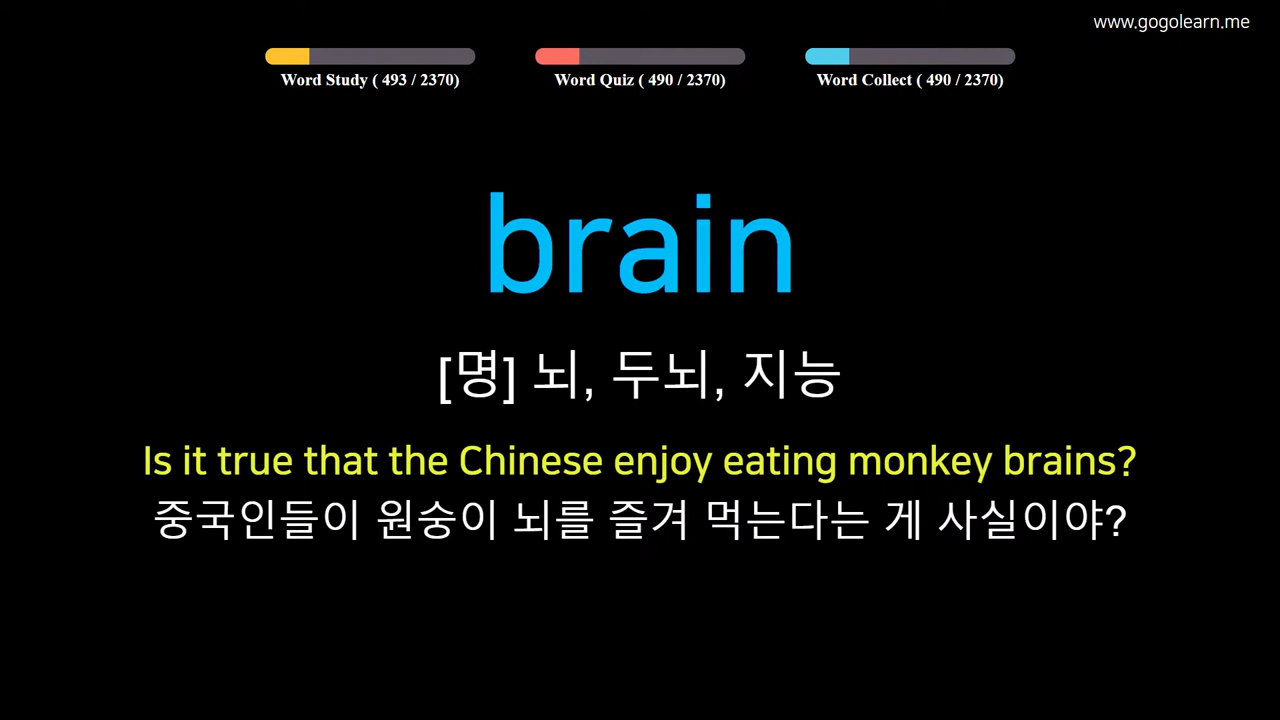 www.gogolearn.me
Word Study ( 493 / 2370)
Word Quiz ( 490 / 2370)
Word Collect ( 490 / 2370)
brain
[명] 뇌, 두뇌, 지능
Is it true that the Chinese enjoy eating monkey brains?
중국인들이 원숭이 뇌를 즐겨 먹는다는 게 사실이야?